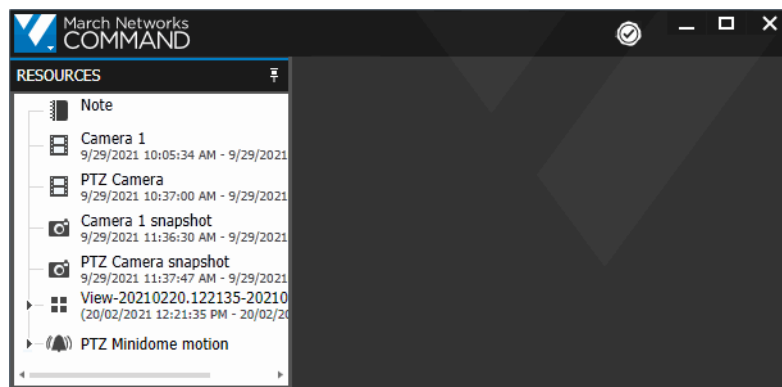 March Networks
COMMAND
RESOURCES
Note
Camera 1
9/29/2021 10:05:34 AM - 9/29/2021
PTZ Camera
9/29/2021 10:37:00 AM - 9/29/2021
Camera 1 snapshot
9/29/2021 11:36:30 AM - 9/29/2021
PTZ Camera snapshot
9/29/2021 11:37:47 AM - 9/29/2021
View-20210220.122135-20210
(20/02/2021 12:21:35 PM - 20/02/20
PTZ Minidome motion